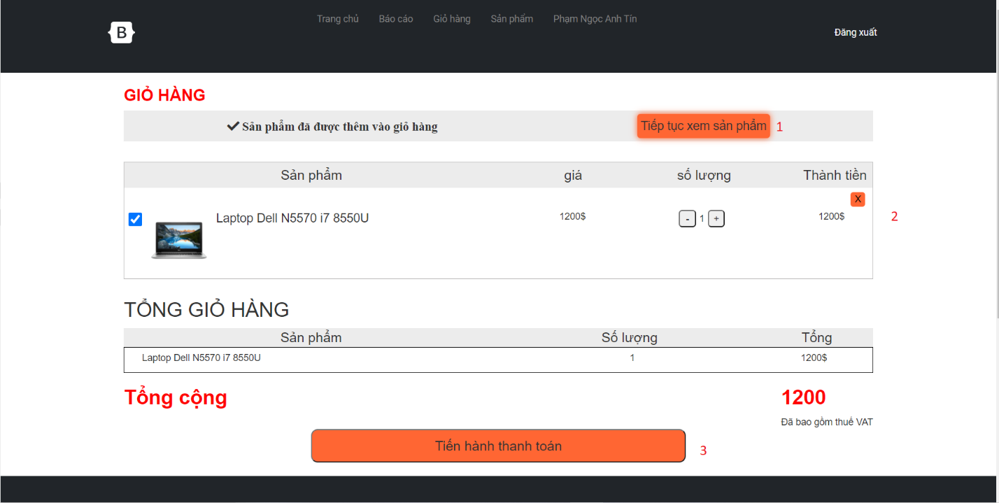 B
Trang chủ Báo cáo Giỏ hàng Sản phẩm Phạm Ngọc Anh Tín
Đăng xuất
GIỎ HÀNG
Sản phẩm đã được thêm vào giỏ hàng Tiếp tục xem sản phẩm 1
Sản phẩm giá số lượng Thành tiền
X
Laptop Dell N5570 i7 8550U 1200$ - 1 + 1200$ 2
TỔNG GIỎ HÀNG
Sản phẩm Số lượng Tổng
Laptop Dell N5570 i7 8550U 1 1200$
Tổng cộng 1200
Đã bao gồm thuế VAT
Tiến hành thanh toán 3